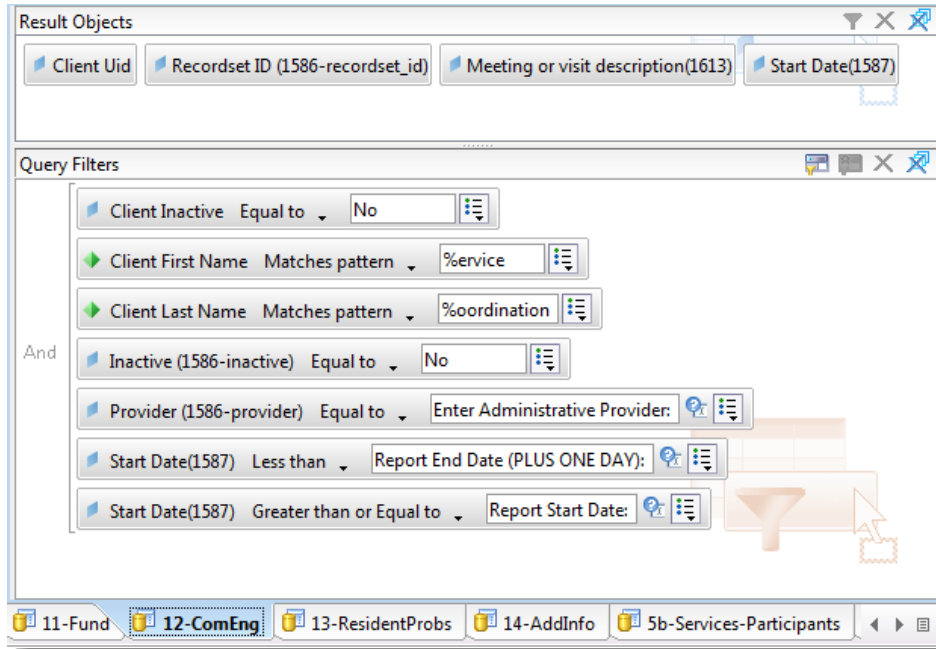 Result Objects
Client Uid Recordset ID (1586-recordset_id) Meeting or visit description(1613) Start Date(1587)
Query Filters
Client Inactive Equal to No
Client First Name Matches pattern %ervice
Client Last Name Matches pattern %oordination
And
Inactive (1586-inactive) Equal to No
Provider (1586-provider) Equal to Enter Administrative Provider:
Start Date(1587) Less than Report End Date (PLUS ONE DAY):
Start Date(1587) Greater than or Equal to Report Start Date:
11-Fund 12-ComEng 13-ResidentProbs 14-AddInfo 5b-Services-Participants